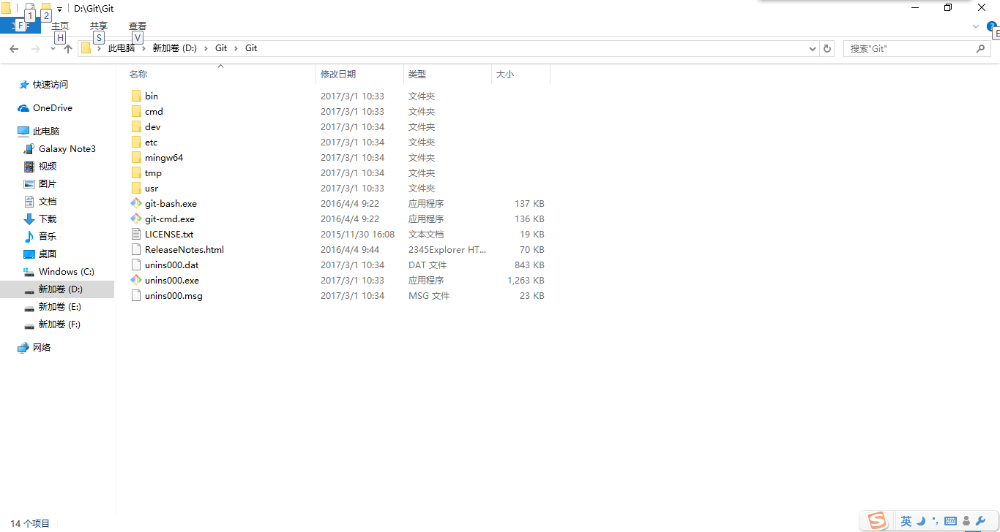 1 2 D:\Git\Git
F 主页 共享 查看
H S V E
此电脑 新加卷 (D:) Git Git 搜索"Git"
名称 修改日期 类型 大小
快速访问
OneDrive
此电脑
Galaxy Note3
视频
图片
文档
下载
音乐
桌面
Windows (C:)
新加卷 (D:)
新加卷 (E:)
新加卷 (F:)
网络
bin 2017/3/1 10:33 文件夹
cmd 2017/3/1 10:33 文件夹
dev 2017/3/1 10:34 文件夹
etc 2017/3/1 10:34 文件夹
mingw64 2017/3/1 10:34 文件夹
tmp 2017/3/1 10:34 文件夹
usr 2017/3/1 10:33 文件夹
git-bash.exe 2016/4/4 9:22 应用程序 137 KB
git-cmd.exe 2016/4/4 9:22 应用程序 136 KB
LICENSE.txt 2015/11/30 16:08 文本文档 19 KB
ReleaseNotes.html 2016/4/4 9:44 2345Explorer HT... 70 KB
unins000.dat 2017/3/1 10:34 DAT 文件 843 KB
unins000.exe 2017/3/1 10:33 应用程序 1,263 KB
unins000.msg 2017/3/1 10:34 MSG 文件 23 KB
14 个项目
S 英